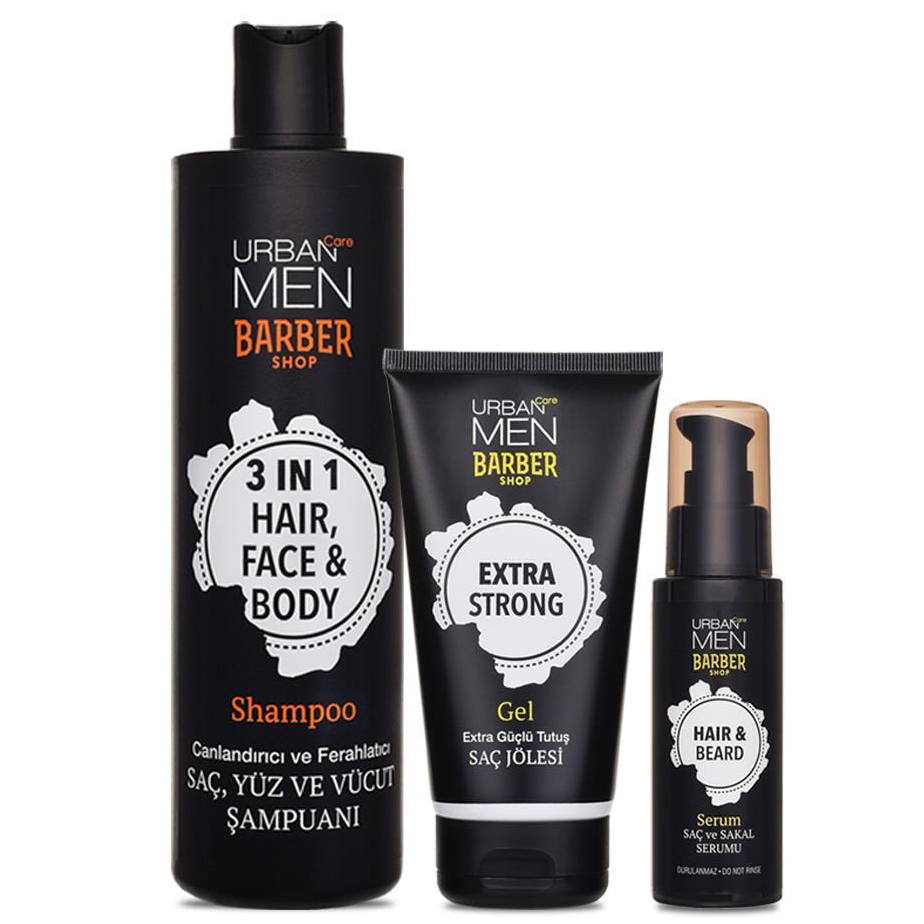 URBAN Care
MEN
BARBER
SHOP
3 IN 1
HAIR,
FACE &
BODY
Shampoo
Canlandırıcı ve Ferahlatıcı
SAÇ, YÜZ VE VÜCUT
ŞAMPUANI
URBAN Care
MEN
BARBER
SHOP
EXTRA
STRONG
Gel
Extra Güçlü Tutuş
SAÇ JÖLESİ
URBAN Care
MEN
BARBER
SHOP
HAIR &
BEARD
Serum
SAÇ ve SAKAL
SERUMU
DURULANMAZ • DO NOT RINSE